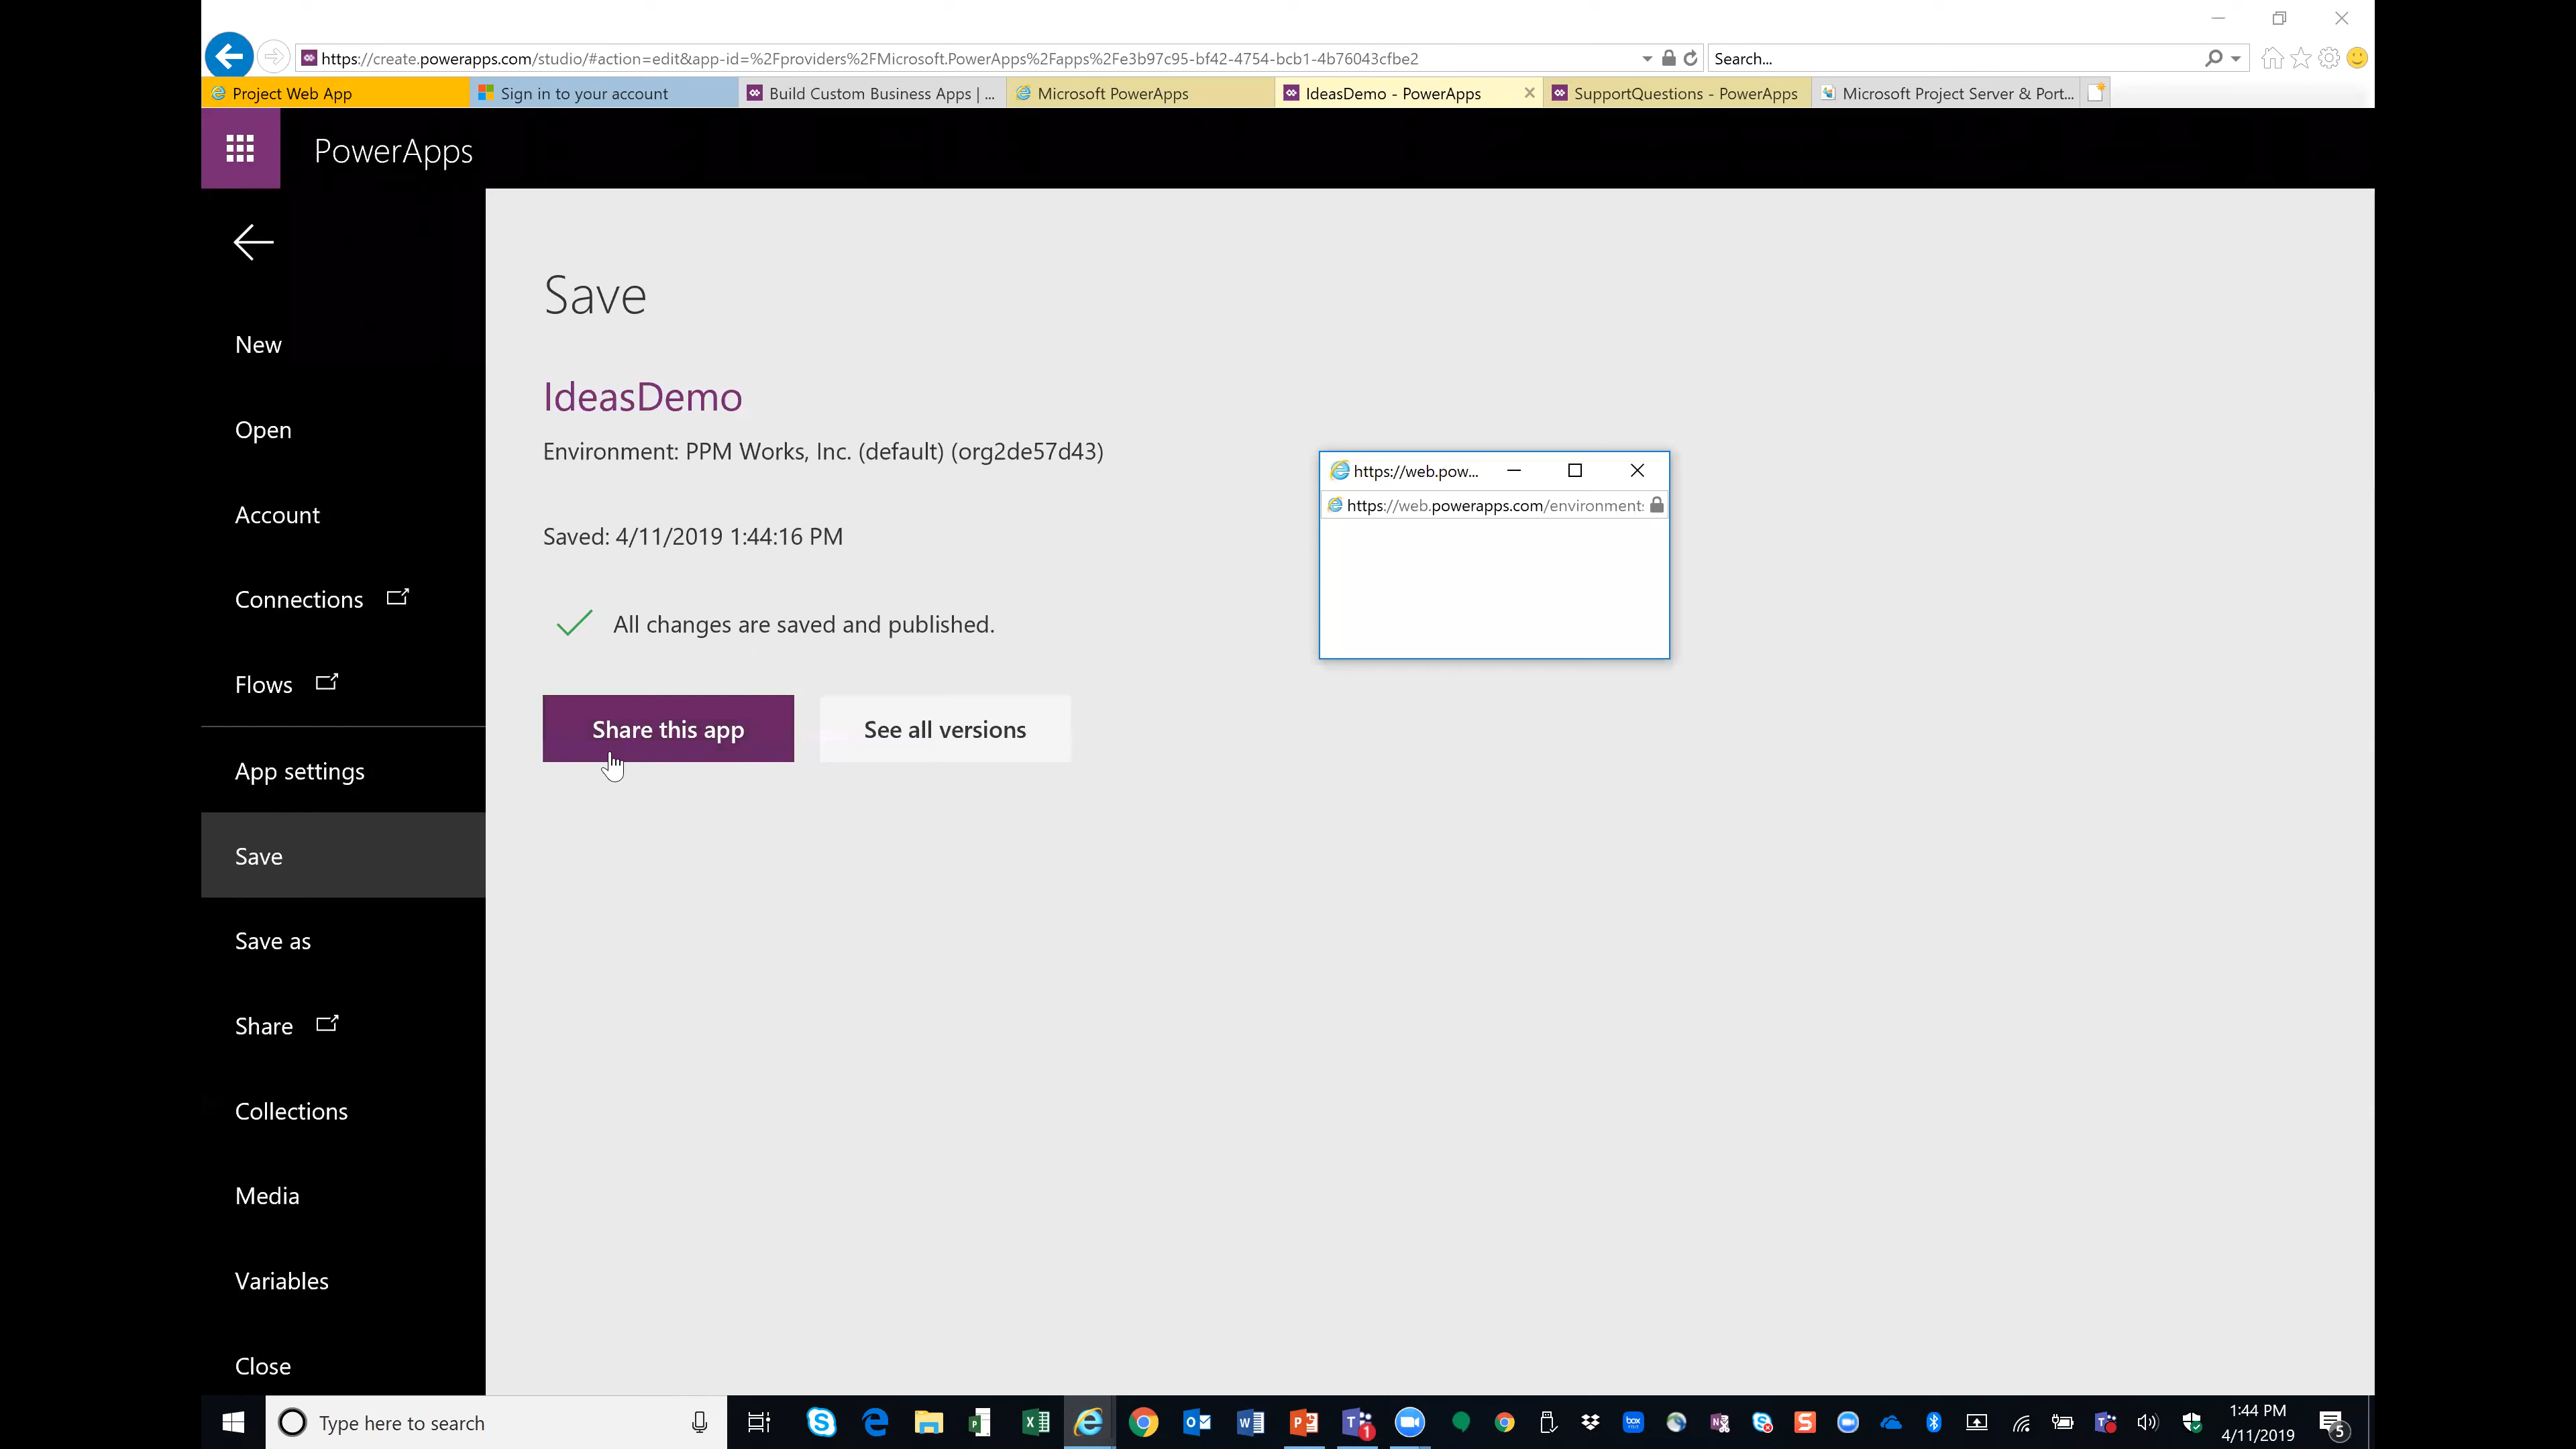 https://create.powerapps.com/studio/#action=edit&app-id=%2Fproviders%2FMicrosoft.PowerApps%2Fapps%2Fe3b97c95-bf42-4754-bcb1-4b76043cfbe2
Search...
Project Web App
Sign in to your account
Build Custom Business Apps | ...
Microsoft PowerApps
IdeasDemo - PowerApps
SupportQuestions - PowerApps
Microsoft Project Server & Port...
PowerApps
New
Open
Account
Connections
Flows
App settings
Save
Save as
Share
Collections
Media
Variables
Close
Save
IdeasDemo
Environment: PPM Works, Inc. (default) (org2de57d43)
Saved: 4/11/2019 1:44:16 PM
All changes are saved and published.
Share this app
See all versions
https://web.pow...
https://web.powerapps.com/environment
Type here to search
1:44 PM
4/11/2019
5
1